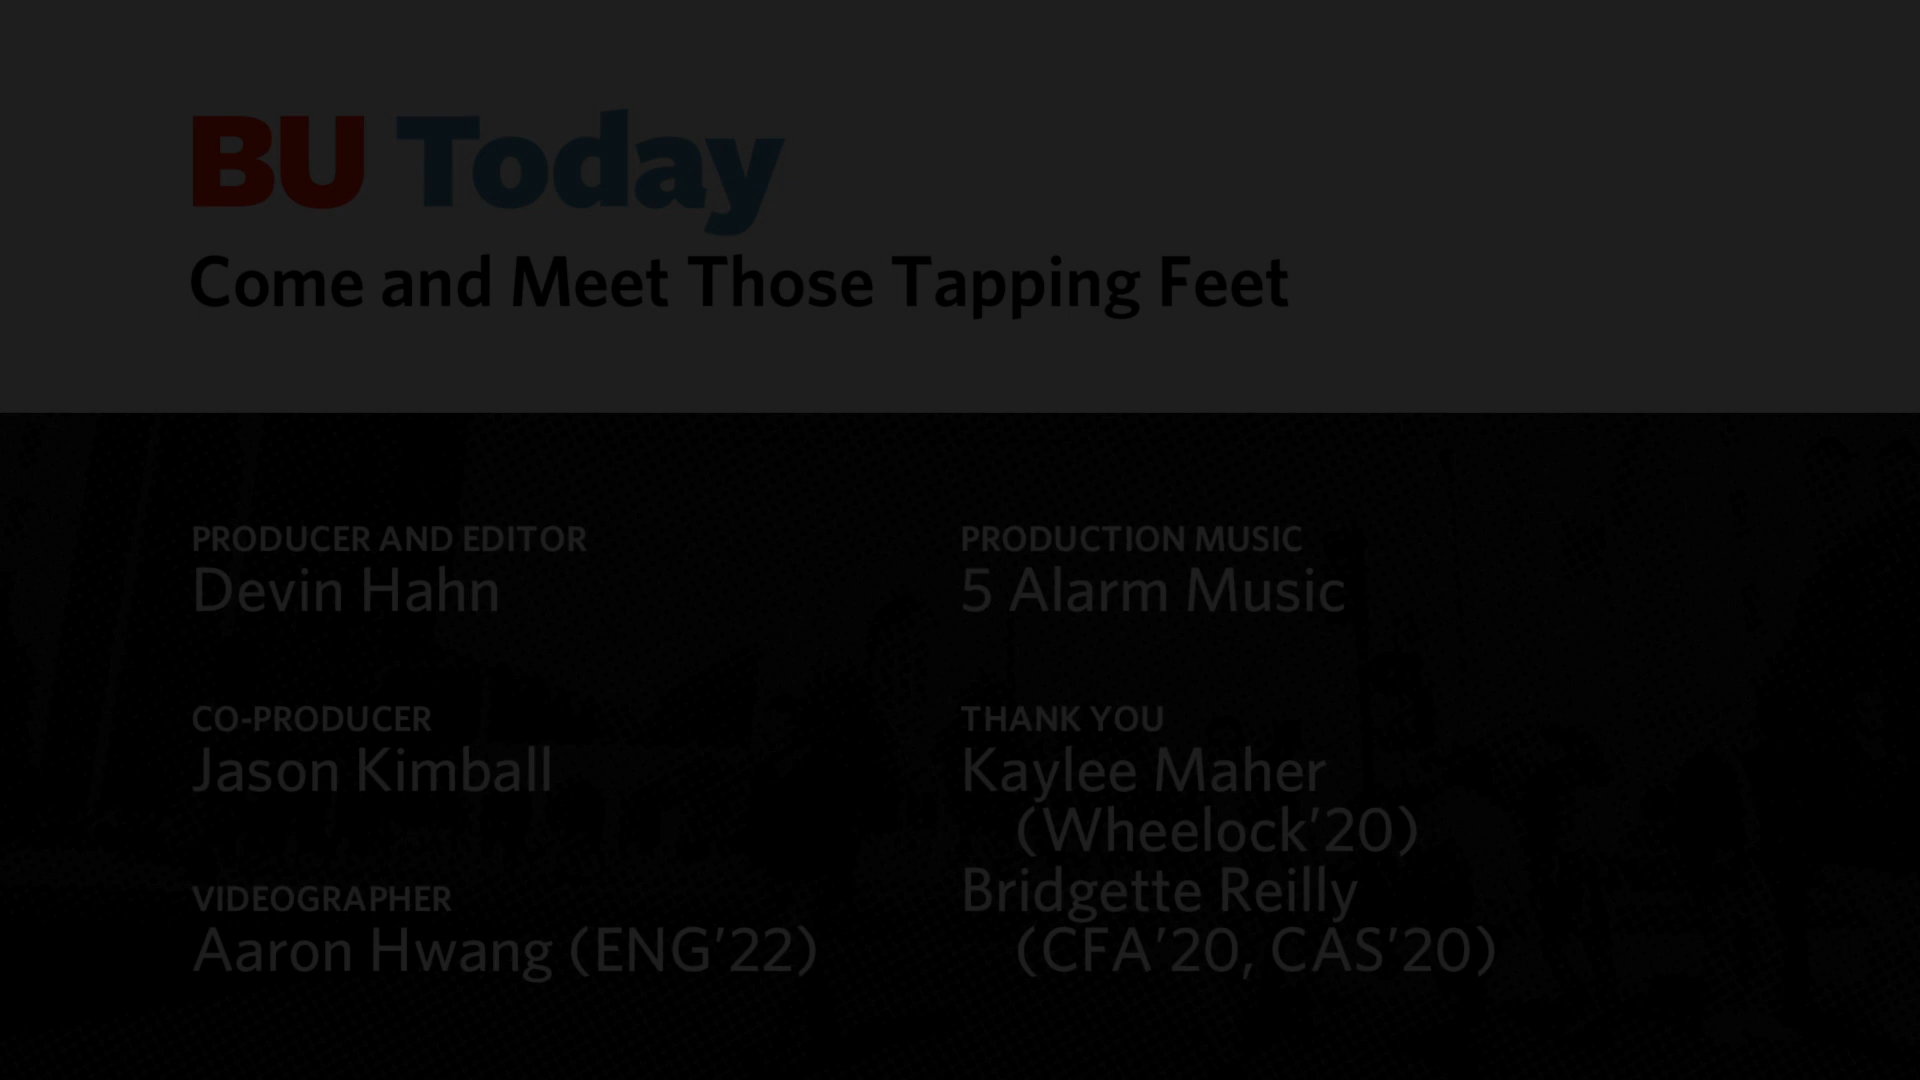 BU Today
Come and Meet Those Tapping Feet
PRODUCER AND EDITOR
Devin Hahn
CO-PRODUCER
Jason Kimball
VIDEOGRAPHER
Aaron Hwang (ENG’22)
PRODUCTION MUSIC
5 Alarm Music
THANK YOU
Kaylee Maher
(Wheelock’20)
Bridgette Reilly
(CFA’20, CAS’20)